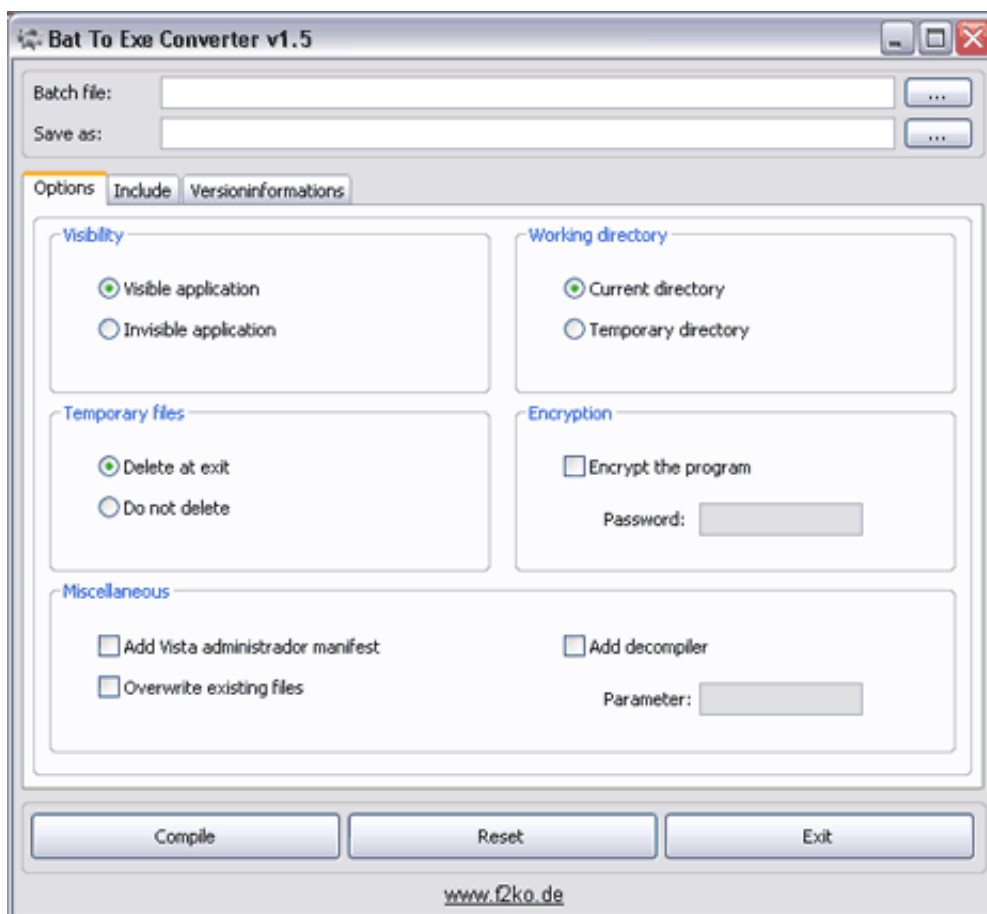 Bat To Exe Converter v1.5
Batch file:
...
Save as:
...
Options Include Versioninformations
Visibility
Visible application
Invisible application
Working directory
Current directory
Temporary directory
Temporary files
Delete at exit
Do not delete
Encryption
Encrypt the program
Password:
Miscellaneous
Add Vista administrador manifest
Overwrite existing files
Add decompiler
Parameter:
Compile Reset Exit
www.f2ko.de